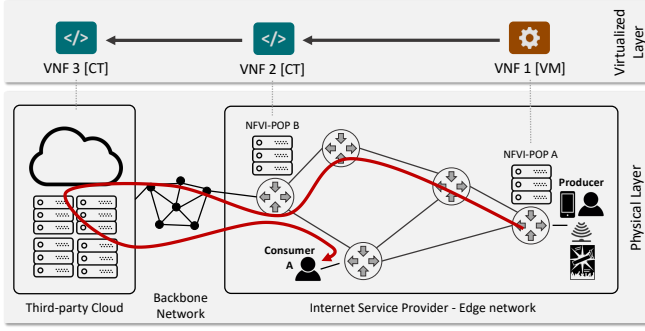 </>
</>
VNF 3 [CT]
VNF 2 [CT]
VNF 1 [VM]
Virtualized
Layer
NFVI-POP B
NFVI-POP A
Producer
Consumer
A
Third-party Cloud
Backbone
Network
Internet Service Provider - Edge network
Physical Layer